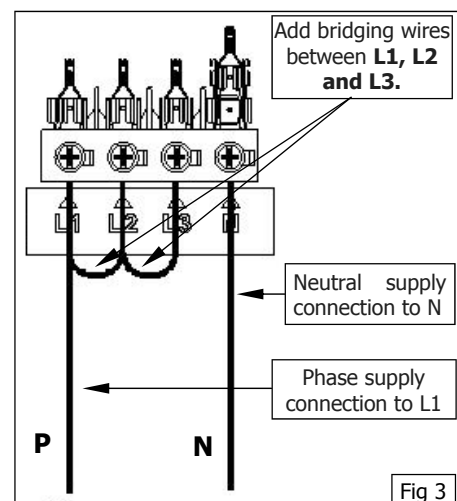 Add bridging wires
between L1, L2
and L3.
L1 L2 L3 N
Neutral supply
connection to N
Phase supply
connection to L1
P N
Fig 3